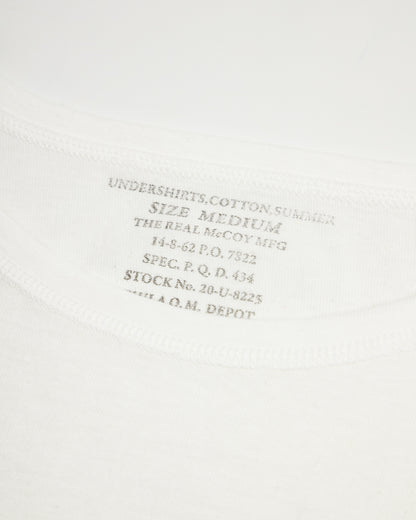 UNDERSHIRTS.COTTON.SUMMER
SIZE MEDIUM
THE REAL McCOY MFG
14-8-62 P.O. 7822
SPEC. P. Q. D. 434
STOCK No. 20-U-8225
Q. M. DEPOT